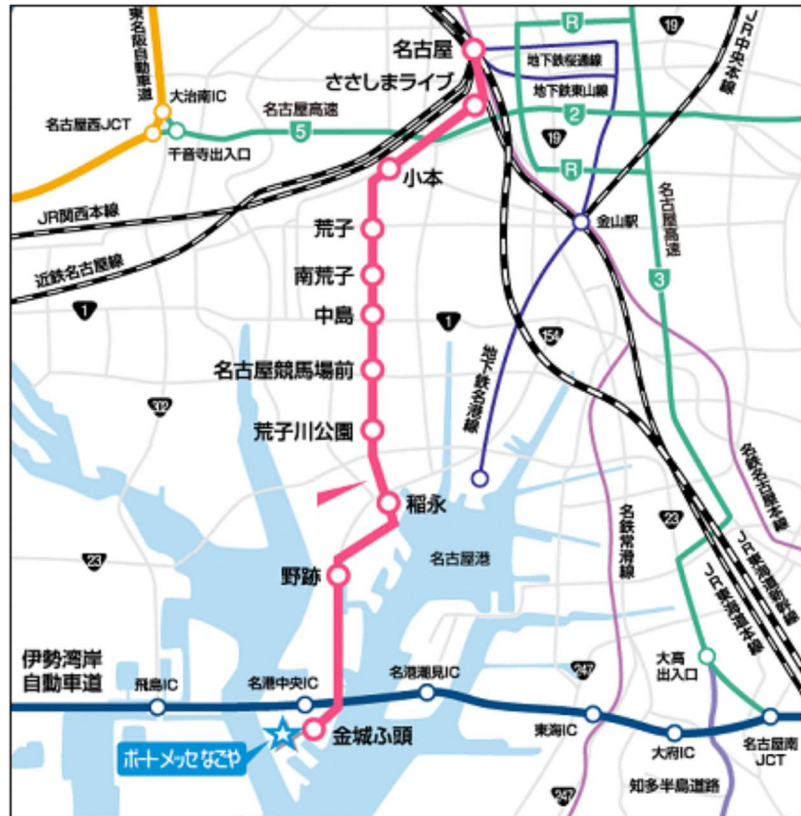 東名阪自動車道
大治南IC
名古屋西JCT
千音寺出入口
名古屋高速
5
名古屋
ささしまライブ
R
19
JR中央本線
地下鉄桜通線
地下鉄東山線
2
19
R
小本
JR関西本線
近鉄名古屋線
荒子
金山駅
名古屋高速
3
南荒子
1
中島
1
154
名古屋競馬場前
地下鉄名港線
302
荒子川公園
稲永
名鉄名古屋本線
名鉄常滑線
23
名古屋港
23
野跡
JR東海道新幹線
JR東海道本線
伊勢湾岸
自動車道
飛島IC
名港中央IC
名港潮見IC
247
大高
出入口
金城ふ頭
ポートメッセなごや
東海IC
大府IC
名古屋南
JCT
知多半島道路
247